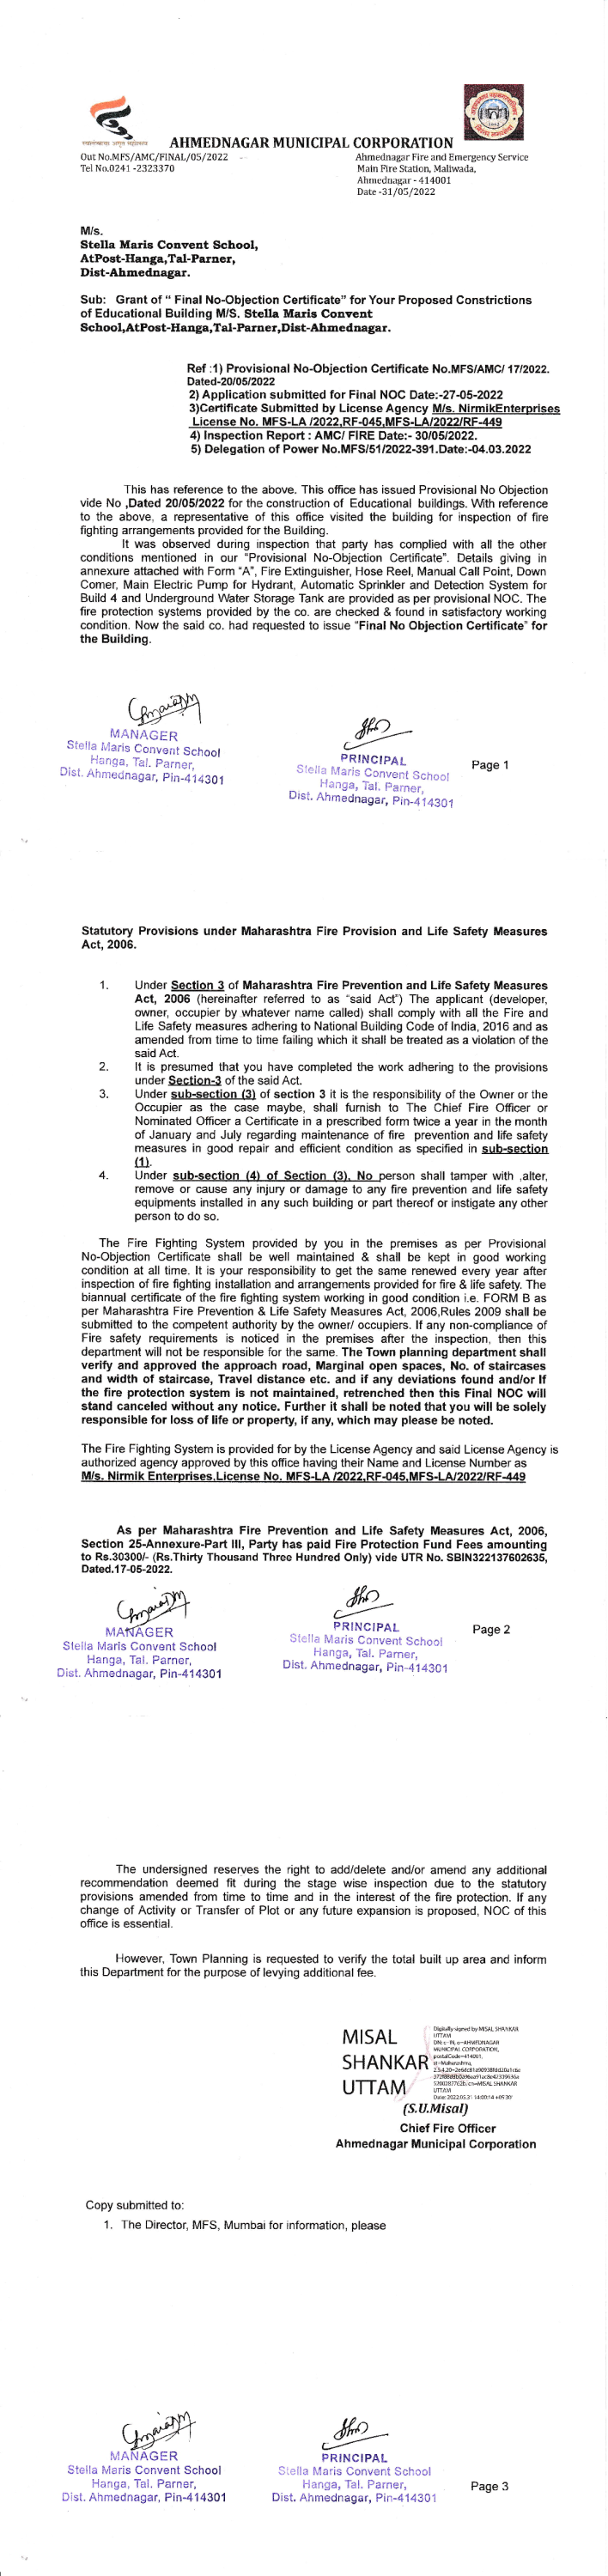 AHMEDNAGAR MUNICIPAL CORPORATION
Out No.MFS/AMC/FINAL/05/2022
Ahmednagar Fire and Emergency Service
Tel No.0241 -2323370
Main Fire Station, Maliwada,
Ahmednagar - 414001
Date -31/05/2022
M/s.
Stella Maris Convent School,
AtPost-Hanga,Tal-Parner,
Dist-Ahmednagar.
Sub: Grant of “ Final No-Objection Certificate” for Your Proposed Constrictions
of Educational Building M/S. Stella Maris Convent
School,AtPost-Hanga,Tal-Parner,Dist-Ahmednagar.
Ref :1) Provisional No-Objection Certificate No.MFS/AMC/ 17/2022.
Dated-20/05/2022
2) Application submitted for Final NOC Date:-27-05-2022
3)Certificate Submitted by License Agency M/s. NirmikEnterprises
License No. MFS-LA /2022,RF-045,MFS-LA/2022/RF-449
4) Inspection Report : AMC/ FIRE Date:- 30/05/2022.
5) Delegation of Power No.MFS/51/2022-391.Date:-04.03.2022
This has reference to the above. This office has issued Provisional No Objection
vide No ,Dated 20/05/2022 for the construction of Educational buildings. With reference
to the above, a representative of this office visited the building for inspection of fire
fighting arrangements provided for the Building.
It was observed during inspection that party has complied with all the other
conditions mentioned in our “Provisional No-Objection Certificate”. Details giving in
annexure attached with Form “A”, Fire Extinguisher, Hose Reel, Manual Call Point, Down
Comer, Main Electric Pump for Hydrant, Automatic Sprinkler and Detection System for
Build 4 and Underground Water Storage Tank are provided as per provisional NOC. The
fire protection systems provided by the co. are checked & found in satisfactory working
condition. Now the said co. had requested to issue “Final No Objection Certificate” for
the Building.
MANAGER
Stella Maris Convent School
Hanga, Tal. Parner,
Dist. Ahmednagar, Pin-414301
PRINCIPAL
Stella Maris Convent School
Hanga, Tal. Parner,
Dist. Ahmednagar, Pin-414301
Page 1
Statutory Provisions under Maharashtra Fire Provision and Life Safety Measures
Act, 2006.
1. Under Section 3 of Maharashtra Fire Prevention and Life Safety Measures
Act, 2006 (hereinafter referred to as “said Act”) The applicant (developer,
owner, occupier by whatever name called) shall comply with all the Fire and
Life Safety measures adhering to National Building Code of India, 2016 and as
amended from time to time failing which it shall be treated as a violation of the
said Act.
2. It is presumed that you have completed the work adhering to the provisions
under Section-3 of the said Act.
3. Under sub-section (3) of section 3 it is the responsibility of the Owner or the
Occupier as the case maybe, shall furnish to The Chief Fire Officer or
Nominated Officer a Certificate in a prescribed form twice a year in the month
of January and July regarding maintenance of fire prevention and life safety
measures in good repair and efficient condition as specified in sub-section
(1).
4. Under sub-section (4) of Section (3). No person shall tamper with ,alter,
remove or cause any injury or damage to any fire prevention and life safety
equipments installed in any such building or part thereof or instigate any other
person to do so.
The Fire Fighting System provided by you in the premises as per Provisional
No-Objection Certificate shall be well maintained & shall be kept in good working
condition at all time. It is your responsibility to get the same renewed every year after
inspection of fire fighting installation and arrangements provided for fire & life safety. The
biannual certificate of the fire fighting system working in good condition i.e. FORM B as
per Maharashtra Fire Prevention & Life Safety Measures Act, 2006,Rules 2009 shall be
submitted to the competent authority by the owner/ occupiers. If any non-compliance of
Fire safety requirements is noticed in the premises after the inspection, then this
department will not be responsible for the same. The Town planning department shall
verify and approved the approach road, Marginal open spaces, No. of staircases
and width of staircase, Travel distance etc. and if any deviations found and/or If
the fire protection system is not maintained, retrenched then this Final NOC will
stand canceled without any notice. Further it shall be noted that you will be solely
responsible for loss of life or property, if any, which may please be noted.
The Fire Fighting System is provided for by the License Agency and said License Agency is
authorized agency approved by this office having their Name and License Number as
M/s. Nirmik Enterprises,License No. MFS-LA /2022,RF-045,MFS-LA/2022/RF-449
As per Maharashtra Fire Prevention and Life Safety Measures Act, 2006,
Section 25-Annexure-Part III, Party has paid Fire Protection Fund Fees amounting
to Rs.30300/- (Rs.Thirty Thousand Three Hundred Only) vide UTR No. SBIN322137602635,
Dated.17-05-2022.
MANAGER
Stella Maris Convent School
Hanga, Tal. Parner,
Dist. Ahmednagar, Pin-414301
PRINCIPAL
Stella Maris Convent School
Hanga, Tal. Parner,
Dist. Ahmednagar, Pin-414301
Page 2
The undersigned reserves the right to add/delete and/or amend any additional
recommendation deemed fit during the stage wise inspection due to the statutory
provisions amended from time to time and in the interest of the fire protection. If any
change of Activity or Transfer of Plot or any future expansion is proposed, NOC of this
office is essential.
However, Town Planning is requested to verify the total built up area and inform
this Department for the purpose of levying additional fee.
MISAL
SHANKAR
UTTAM
Digitally signed by MISAL SHANKAR
UTTAM
(S.U.Misal)
Chief Fire Officer
Ahmednagar Municipal Corporation
Copy submitted to:
1. The Director, MFS, Mumbai for information, please
MANAGER
Stella Maris Convent School
Hanga, Tal. Parner,
Dist. Ahmednagar, Pin-414301
PRINCIPAL
Stella Maris Convent School
Hanga, Tal. Parner,
Dist. Ahmednagar, Pin-414301
Page 3